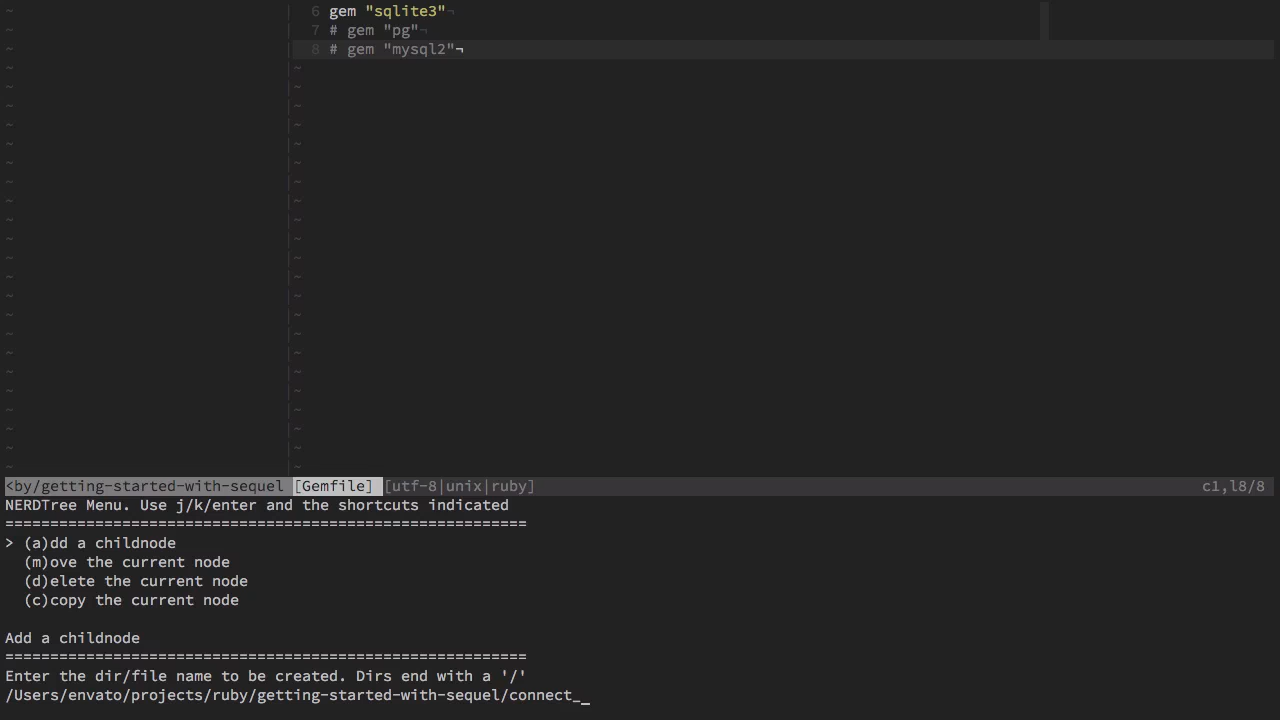 6 gem "sqlite3"¬
7 # gem "pg"¬
8 # gem "mysql2"¬
<by/getting-started-with-sequel [Gemfile] [utf-8|unix|ruby] c1,l8/8
NERDTree Menu. Use j/k/enter and the shortcuts indicated
==========================================================
> (a)dd a childnode
(m)ove the current node
(d)elete the current node
(c)copy the current node
Add a childnode
==========================================================
Enter the dir/file name to be created. Dirs end with a '/'
/Users/envato/projects/ruby/getting-started-with-sequel/connect_